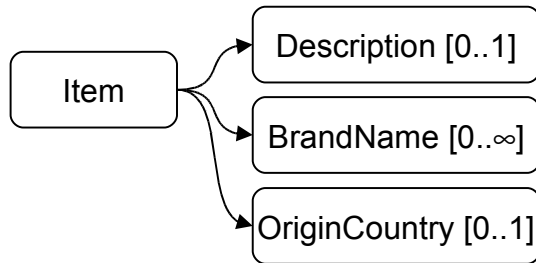 Item
Description [0..1]
BrandName [0..∞]
OriginCountry [0..1]